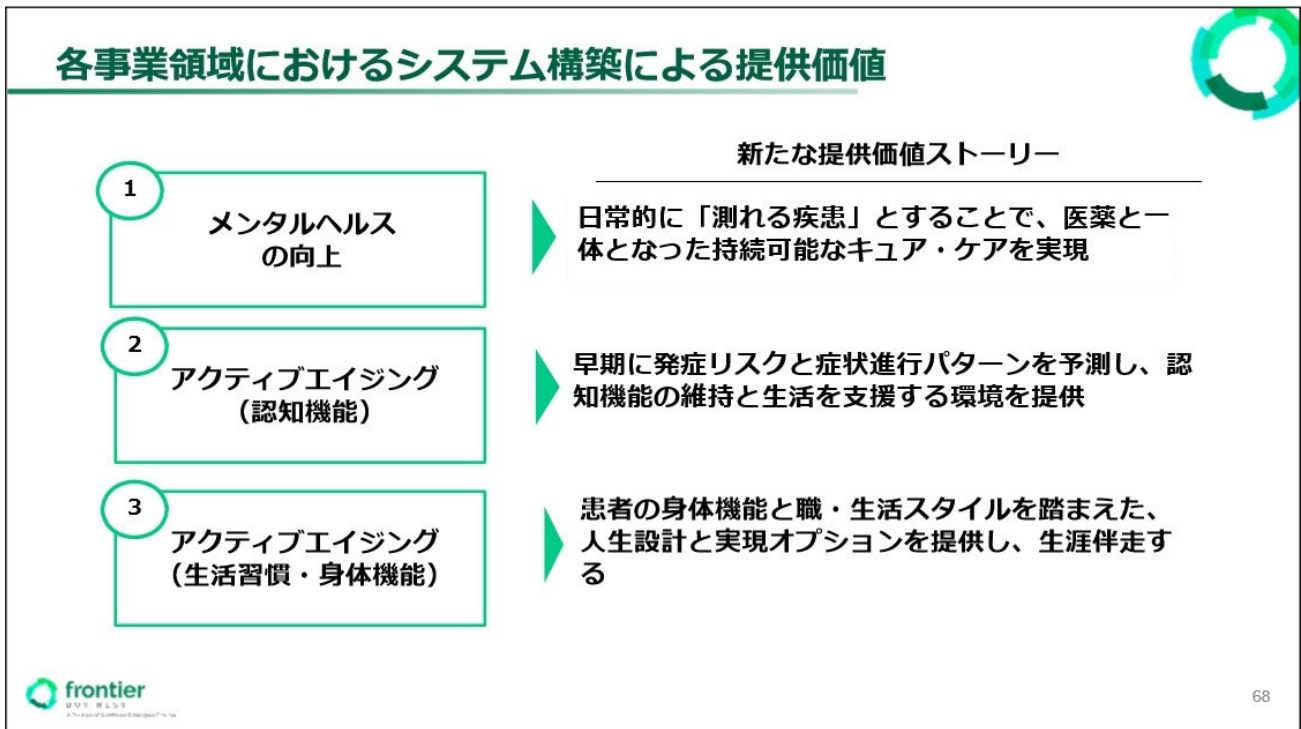 各事業領域におけるシステム構築による提供価値
新たな提供価値ストーリー
1
メンタルヘルス
の向上
日常的に「測れる疾患」とすることで、医薬と一
体となった持続可能なキュア・ケアを実現
2
アクティブエイジング
（認知機能）
早期に発症リスクと症状進行パターンを予測し、認
知機能の維持と生活を支援する環境を提供
3
アクティブエイジング
（生活習慣・身体機能）
患者の身体機能と職・生活スタイルを踏まえた、
人生設計と実現オプションを提供し、生涯伴走す
る
frontier
BUSINESS
68